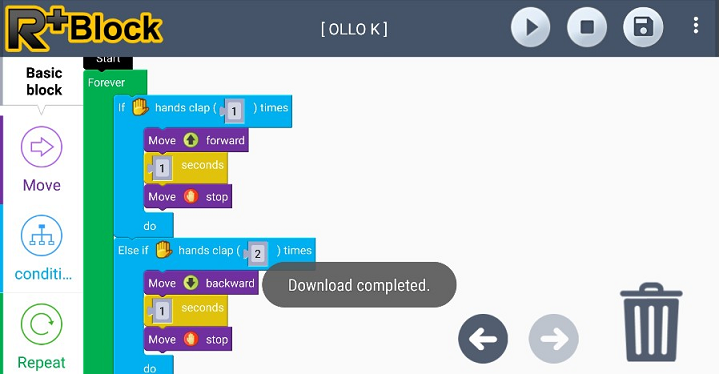 R+Block
[ OLLO K ]
Basic
block
Start
Forever
If hands clap ( 1 ) times
Move forward
1 seconds
Move stop
do
Else if hands clap ( 2 ) times
Move backward
1 seconds
Move stop
do
Move
conditi...
Repeat
Download completed.